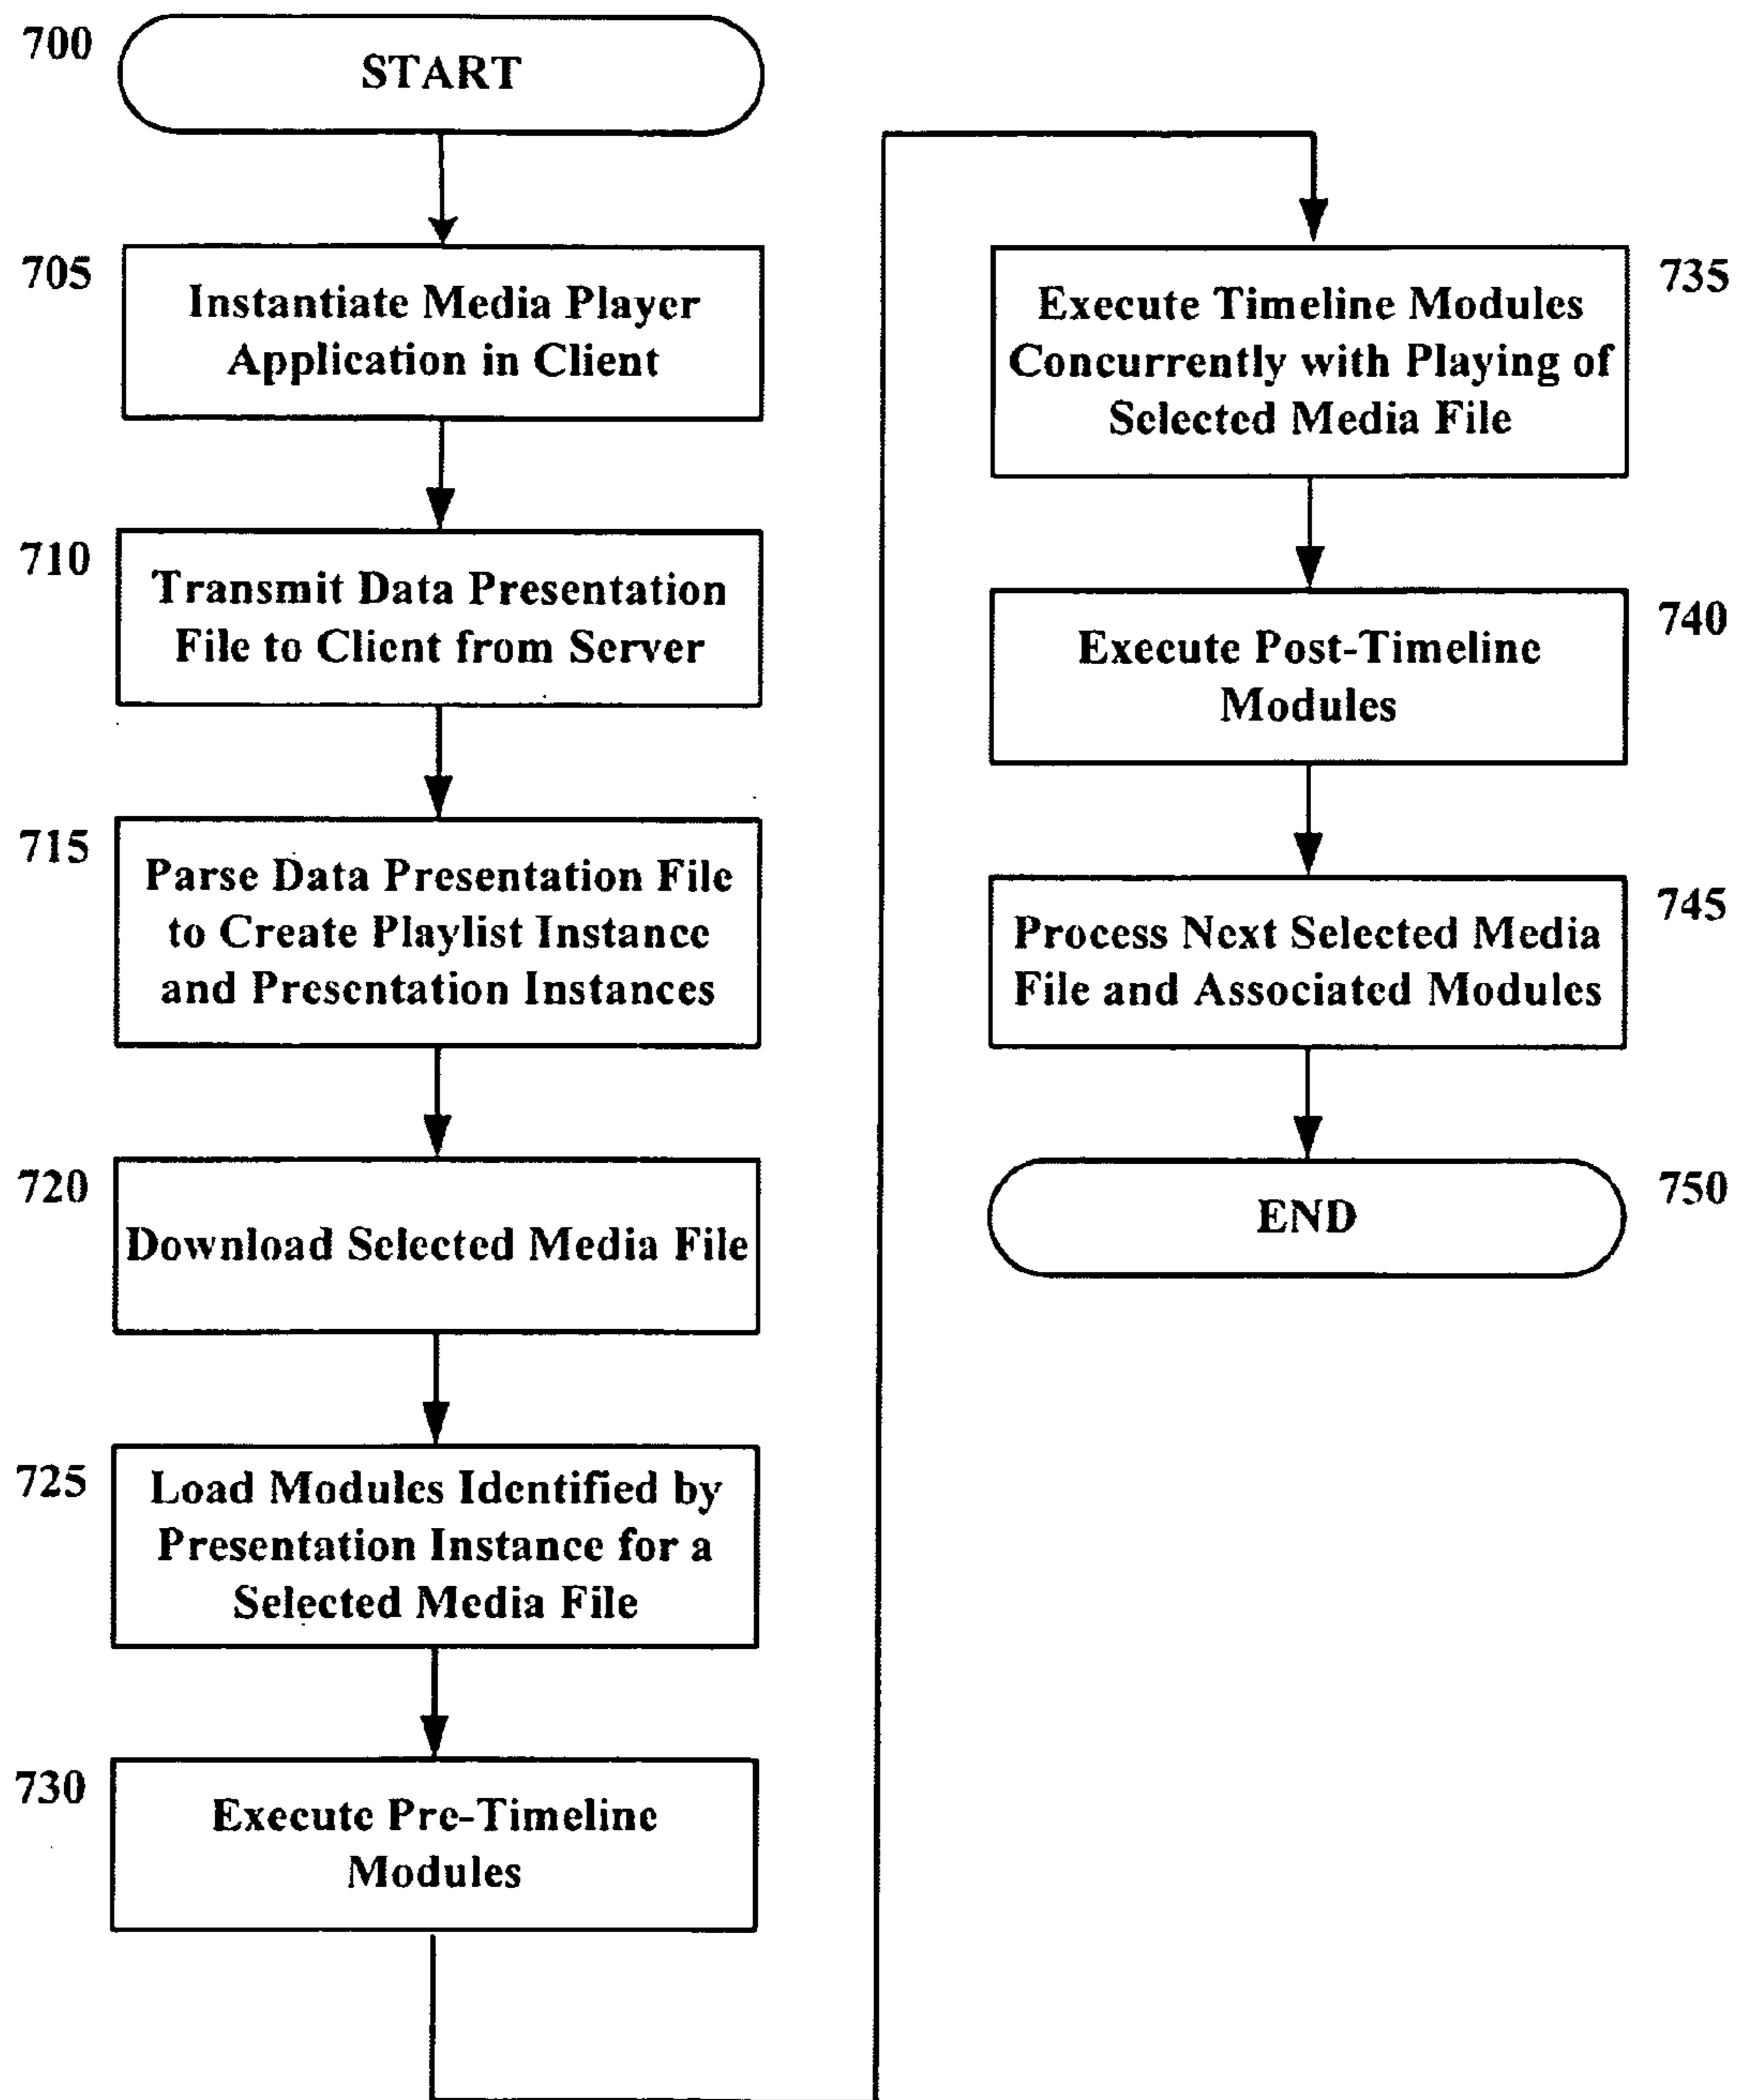 700
START
705
Instantiate Media Player
Application in Client
710
Transmit Data Presentation
File to Client from Server
715
Parse Data Presentation File
to Create Playlist Instance
and Presentation Instances
720
Download Selected Media File
725
Load Modules Identified by
Presentation Instance for a
Selected Media File
730
Execute Pre-Timeline
Modules
735
Execute Timeline Modules
Concurrently with Playing of
Selected Media File
740
Execute Post-Timeline
Modules
745
Process Next Selected Media
File and Associated Modules
750
END